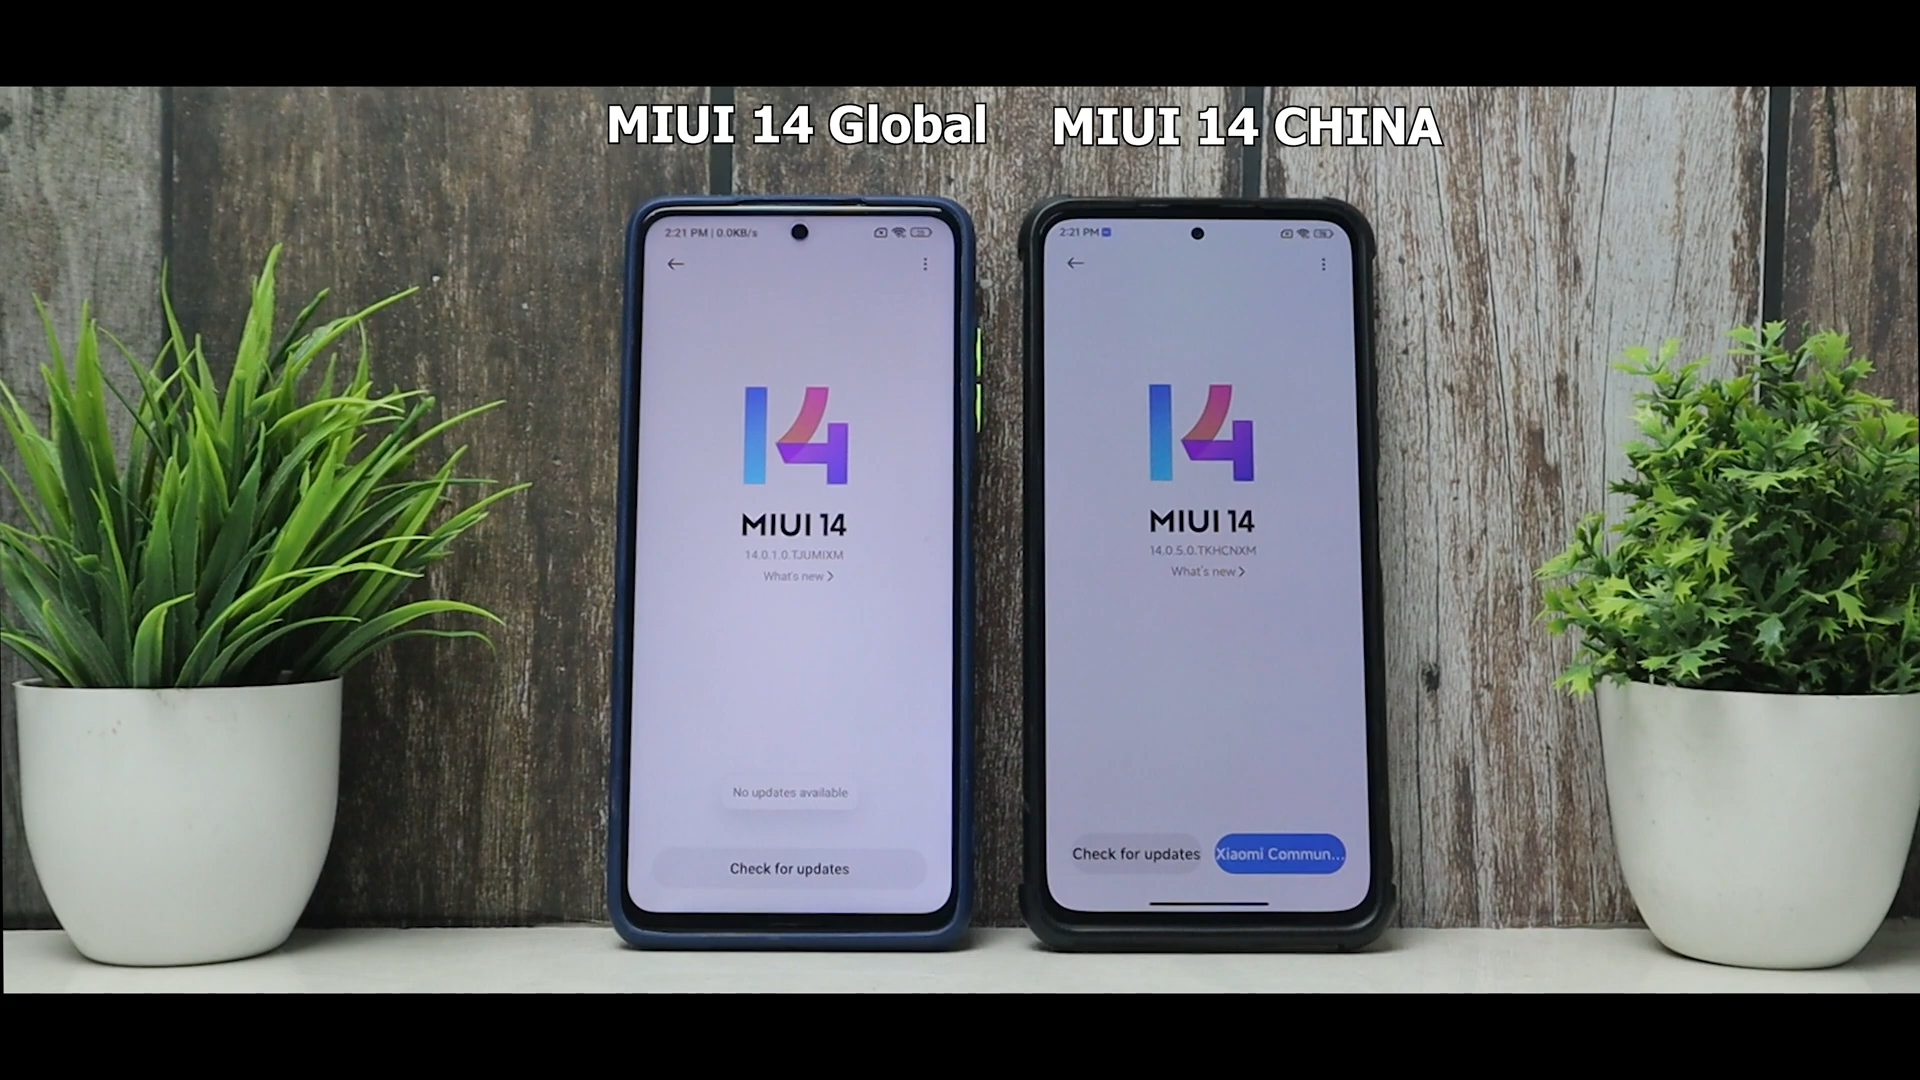 MIUI 14 Global
MIUI 14 CHINA
2:21 PM | 0.0KB/s
14
MIUI 14
14.0.1.0.TJUMIXM
What's new >
No updates available
Check for updates
2:21 PM
14
MIUI 14
14.0.5.0.TKHCNXM
What's new >
Check for updates
Xiaomi Commun...